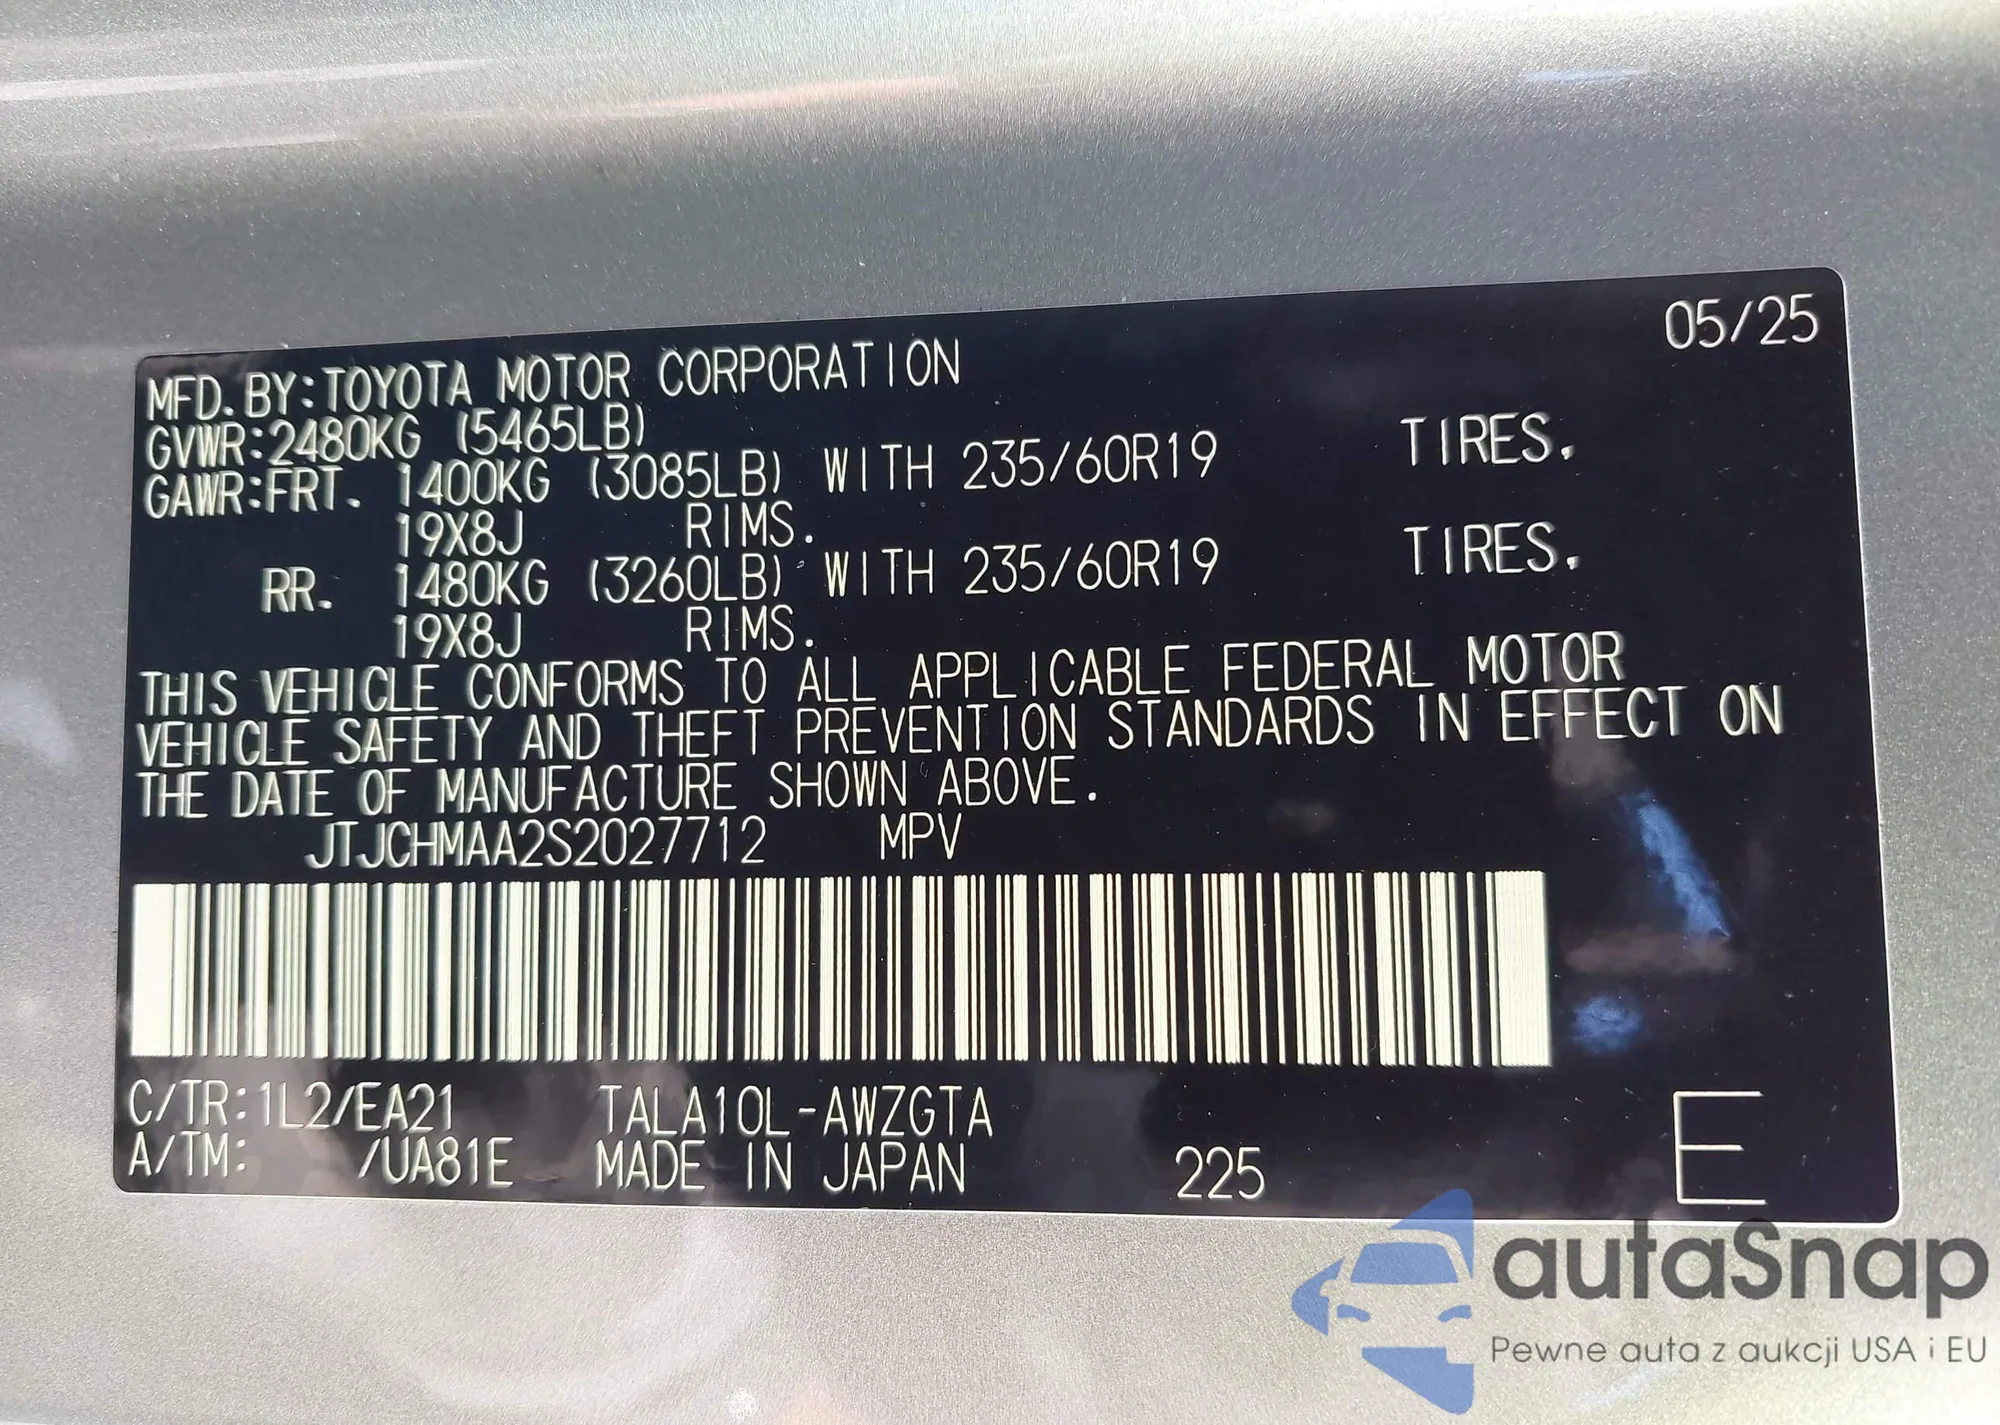 05/25
MFD.BY:TOYOTA MOTOR CORPORATION
GVWR:2480KG (5465LB)
GAWR:FRT. 1400KG (3085LB) WITH 235/60R19 TIRES.
19X8J RIMS.
RR. 1480KG (3260LB) WITH 235/60R19 TIRES.
19X8J RIMS.
THIS VEHICLE CONFORMS TO ALL APPLICABLE FEDERAL MOTOR
VEHICLE SAFETY AND THEFT PREVENTION STANDARDS IN EFFECT ON
THE DATE OF MANUFACTURE SHOWN ABOVE.
JTJCHMAA2S2027712 MPV
C/TR:1L2/EA21 TALA10L-AWZGTA
A/TM: /UA81E MADE IN JAPAN 225 E
autaSnap
Pewne auta z aukcji USA i EU